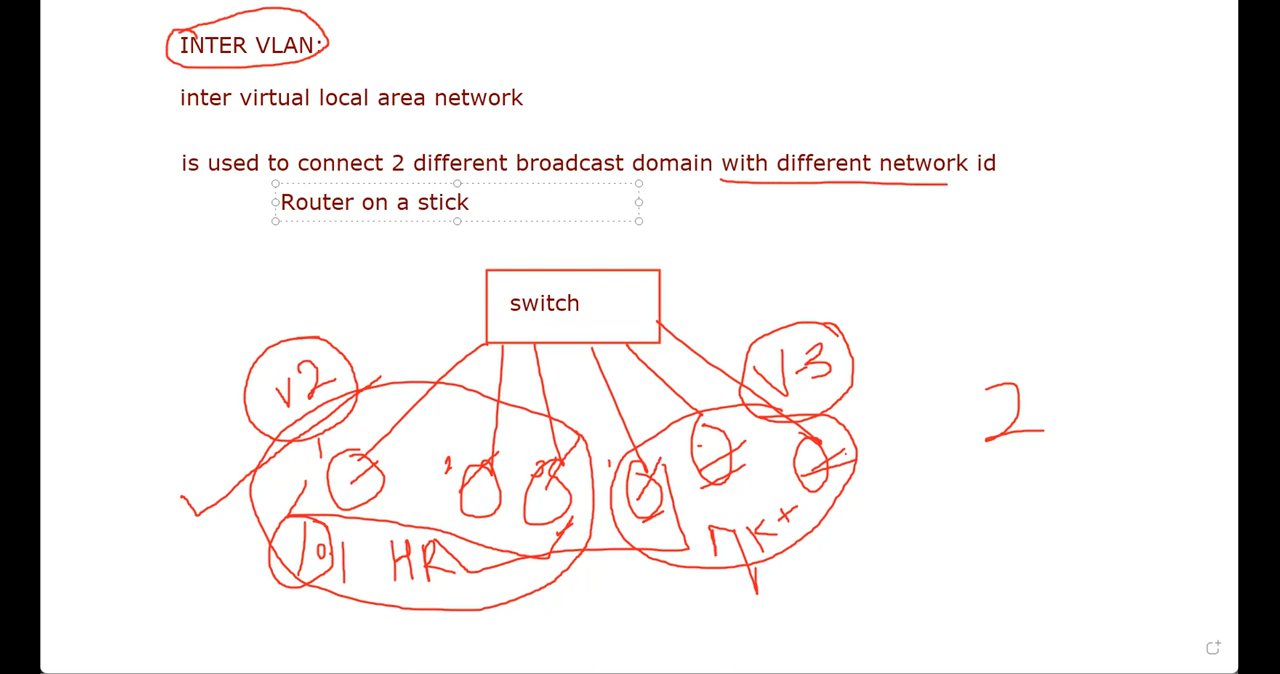 INTER VLAN:
inter virtual local area network
is used to connect 2 different broadcast domain with different network id
Router on a stick
switch
v2
V3
2
HR